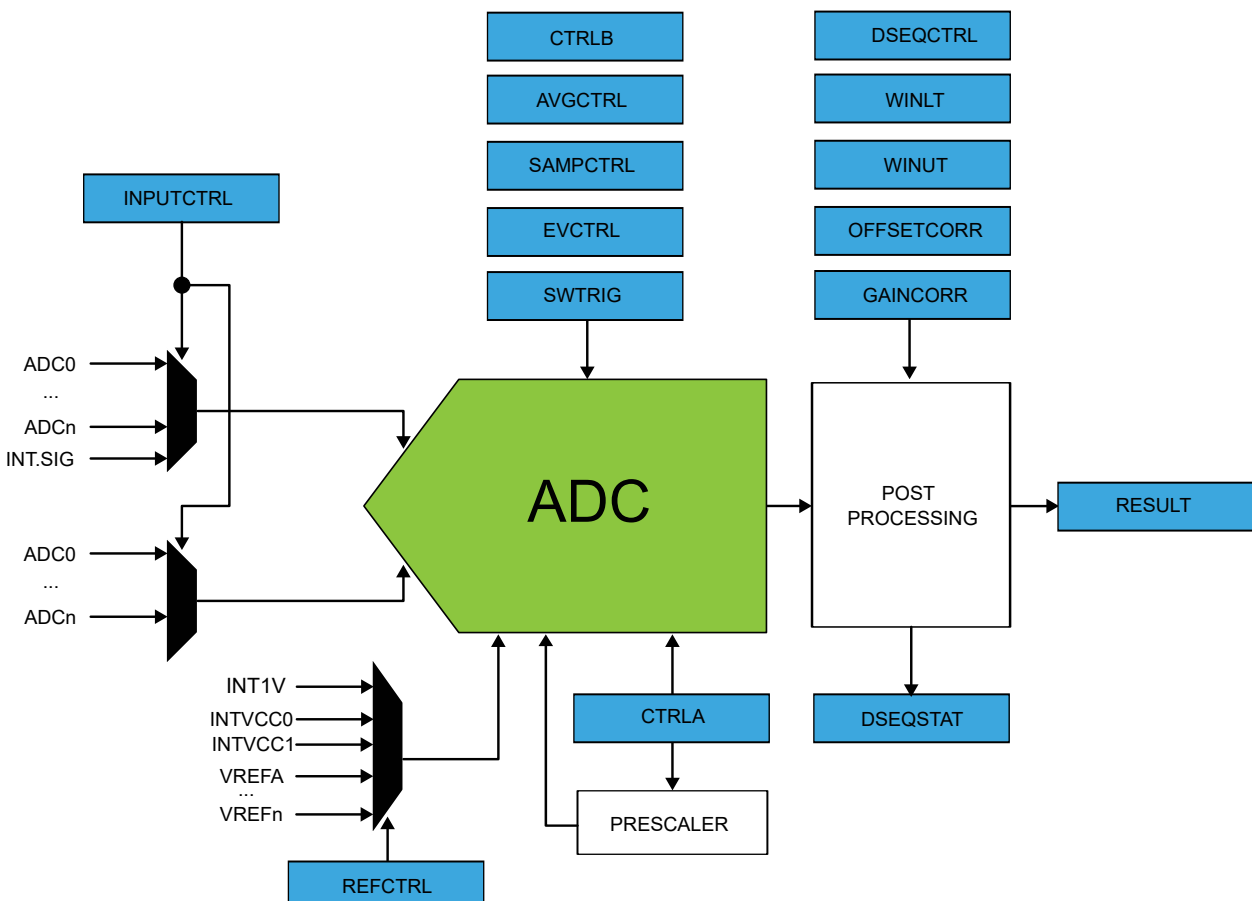 CTRLB
DSEQCTRL
AVGCTRL
WINLT
SAMPCTRL
WINUT
INPUTCTRL
EVCTRL
OFFSETCORR
SWTRIG
GAINCORR
ADC0
...
ADCn
INT.SIG
ADC
POST
PROCESSING
RESULT
ADC0
...
ADCn
INT1V
INTVCC0
INTVCC1
VREFA
...
VREFn
CTRLA
DSEQSTAT
PRESCALER
REFCTRL